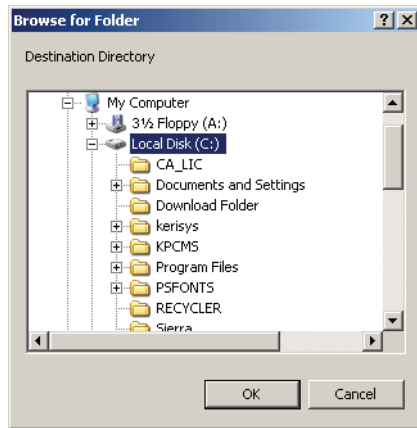 Browse for Folder
Destination Directory
My Computer
3½ Floppy (A:)
Local Disk (C:)
CA_LIC
Documents and Settings
Download Folder
kerisys
KPCMS
Program Files
PSFONTS
RECYCLER
Sierra
OK Cancel